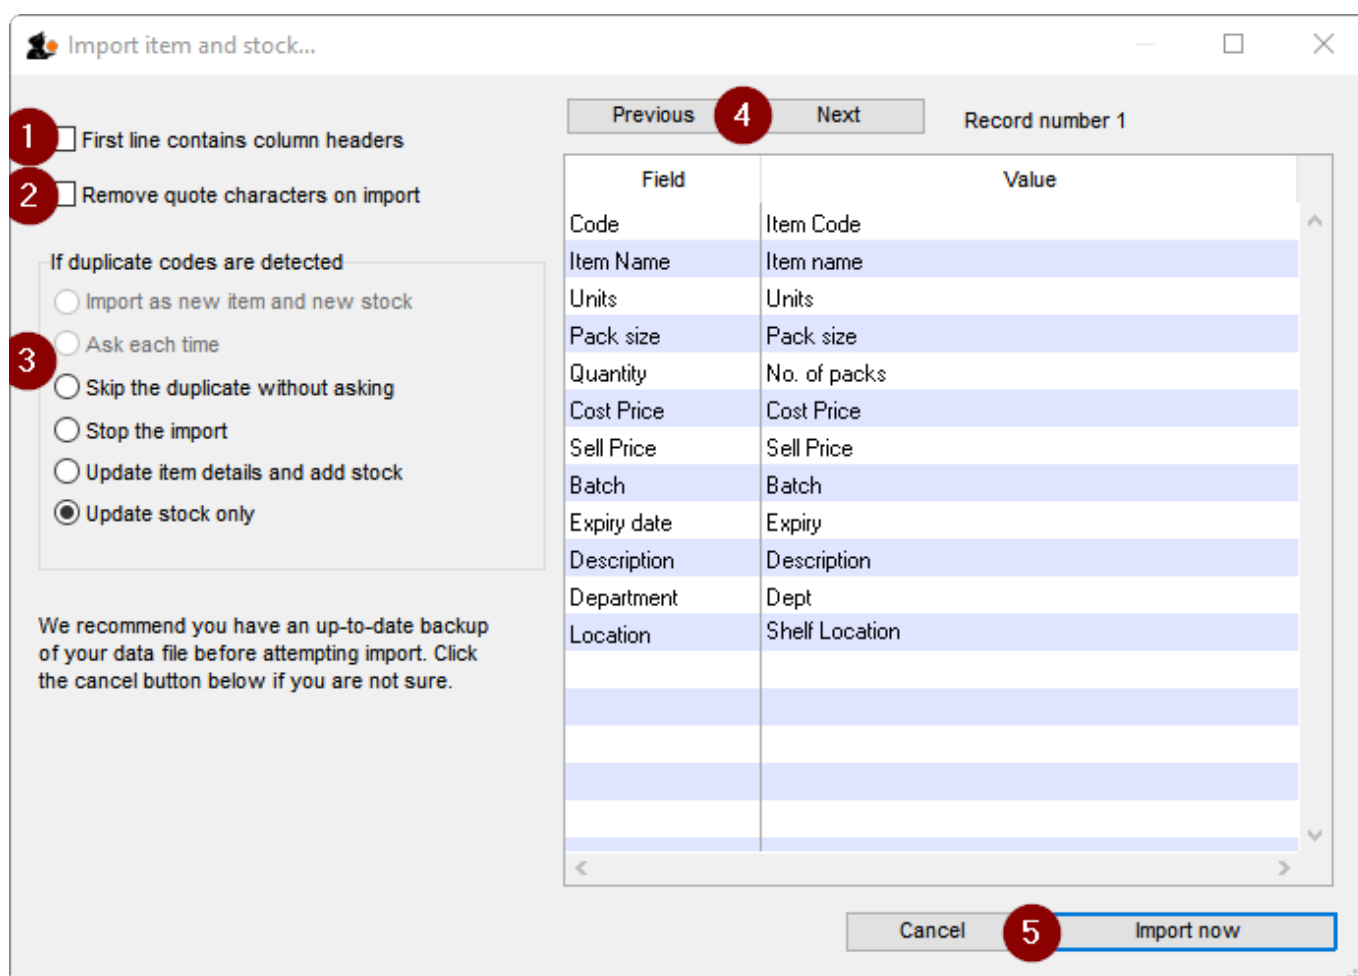 Import item and stock...
1 First line contains column headers
2 Remove quote characters on import
If duplicate codes are detected
Import as new item and new stock
3
Ask each time
Skip the duplicate without asking
Stop the import
Update item details and add stock
Update stock only
We recommend you have an up-to-date backup
of your data file before attempting import. Click
the cancel button below if you are not sure.
Previous 4 Next Record number 1
Field Value
Code Item Code
Item Name Item name
Units Units
Pack size Pack size
Quantity No. of packs
Cost Price Cost Price
Sell Price Sell Price
Batch Batch
Expiry date Expiry
Description Description
Department Dept
Location Shelf Location
Cancel 5 Import now